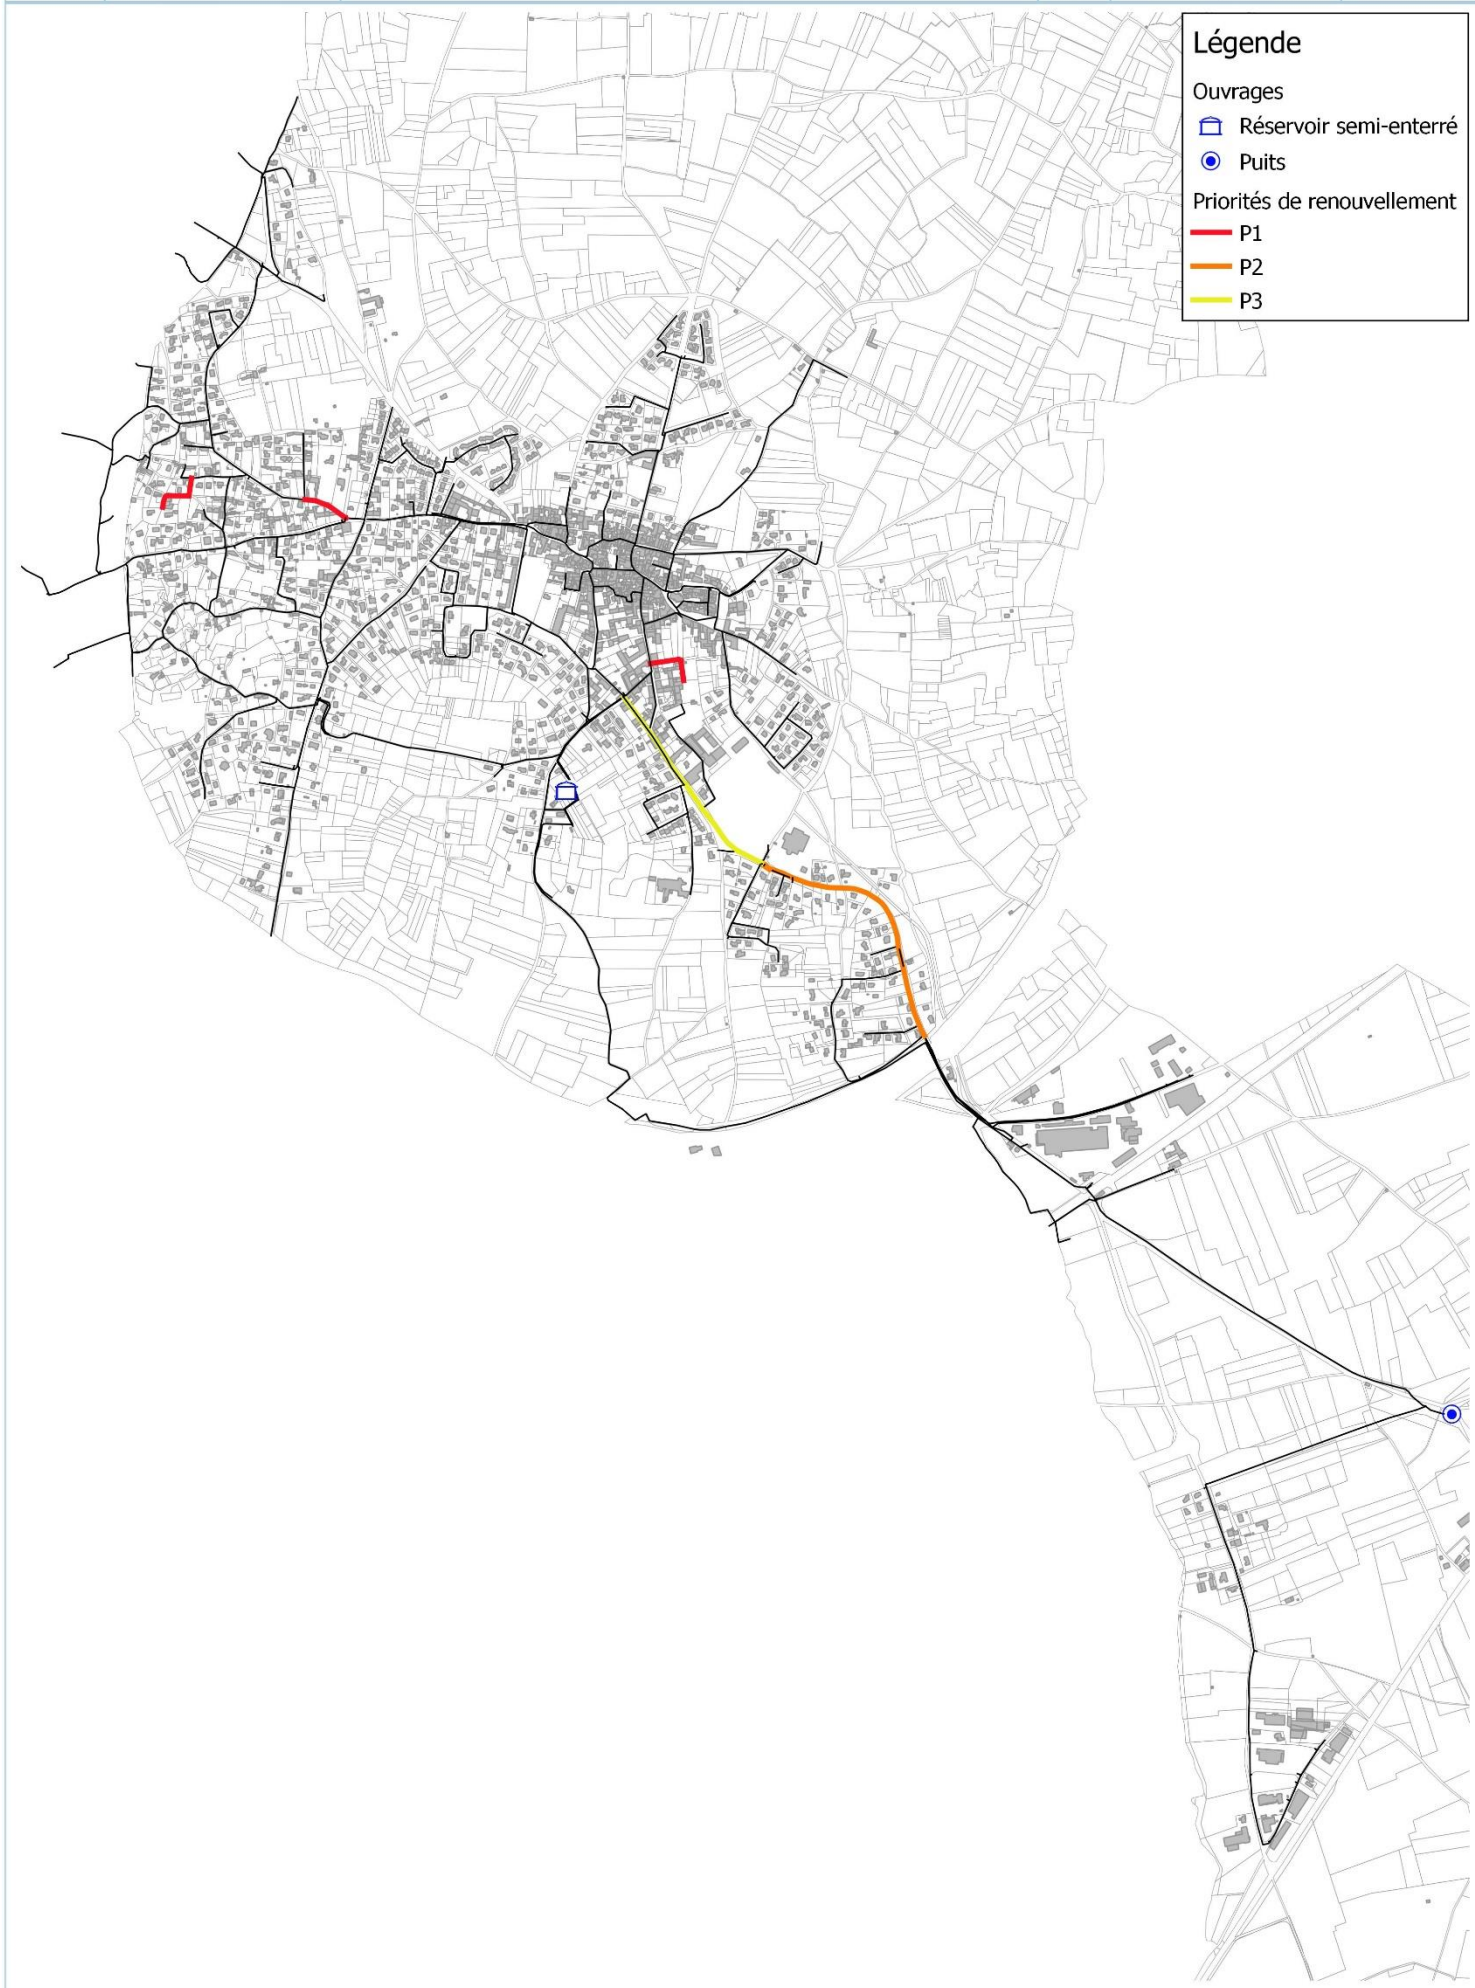 Légende
Ouvrages
Réservoir semi-enterré
Puits
Priorités de renouvellement
P1
P2
P3